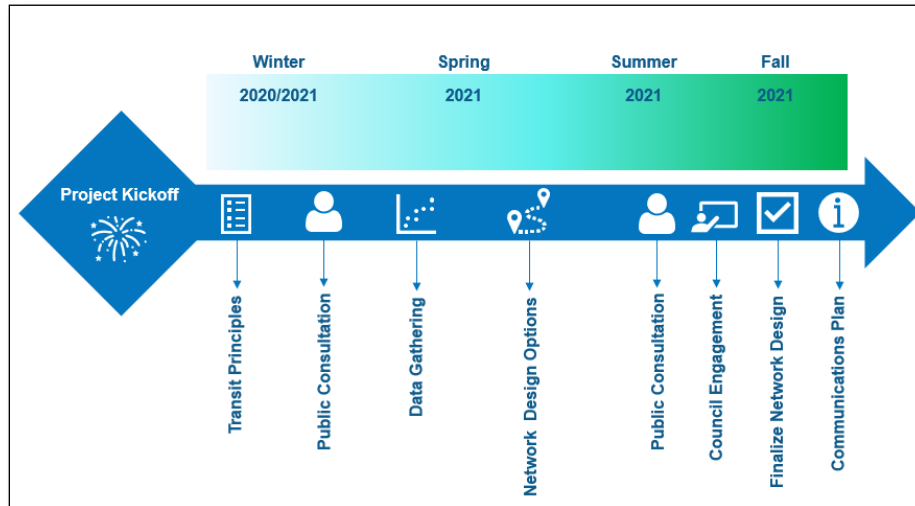 Winter
Spring
Summer
Fall
2020/2021
2021
2021
2021
Project Kickoff
Transit Principles
Public Consultation
Data Gathering
Network Design Options
Public Consultation
Council Engagement
Finalize Network Design
Communications Plan